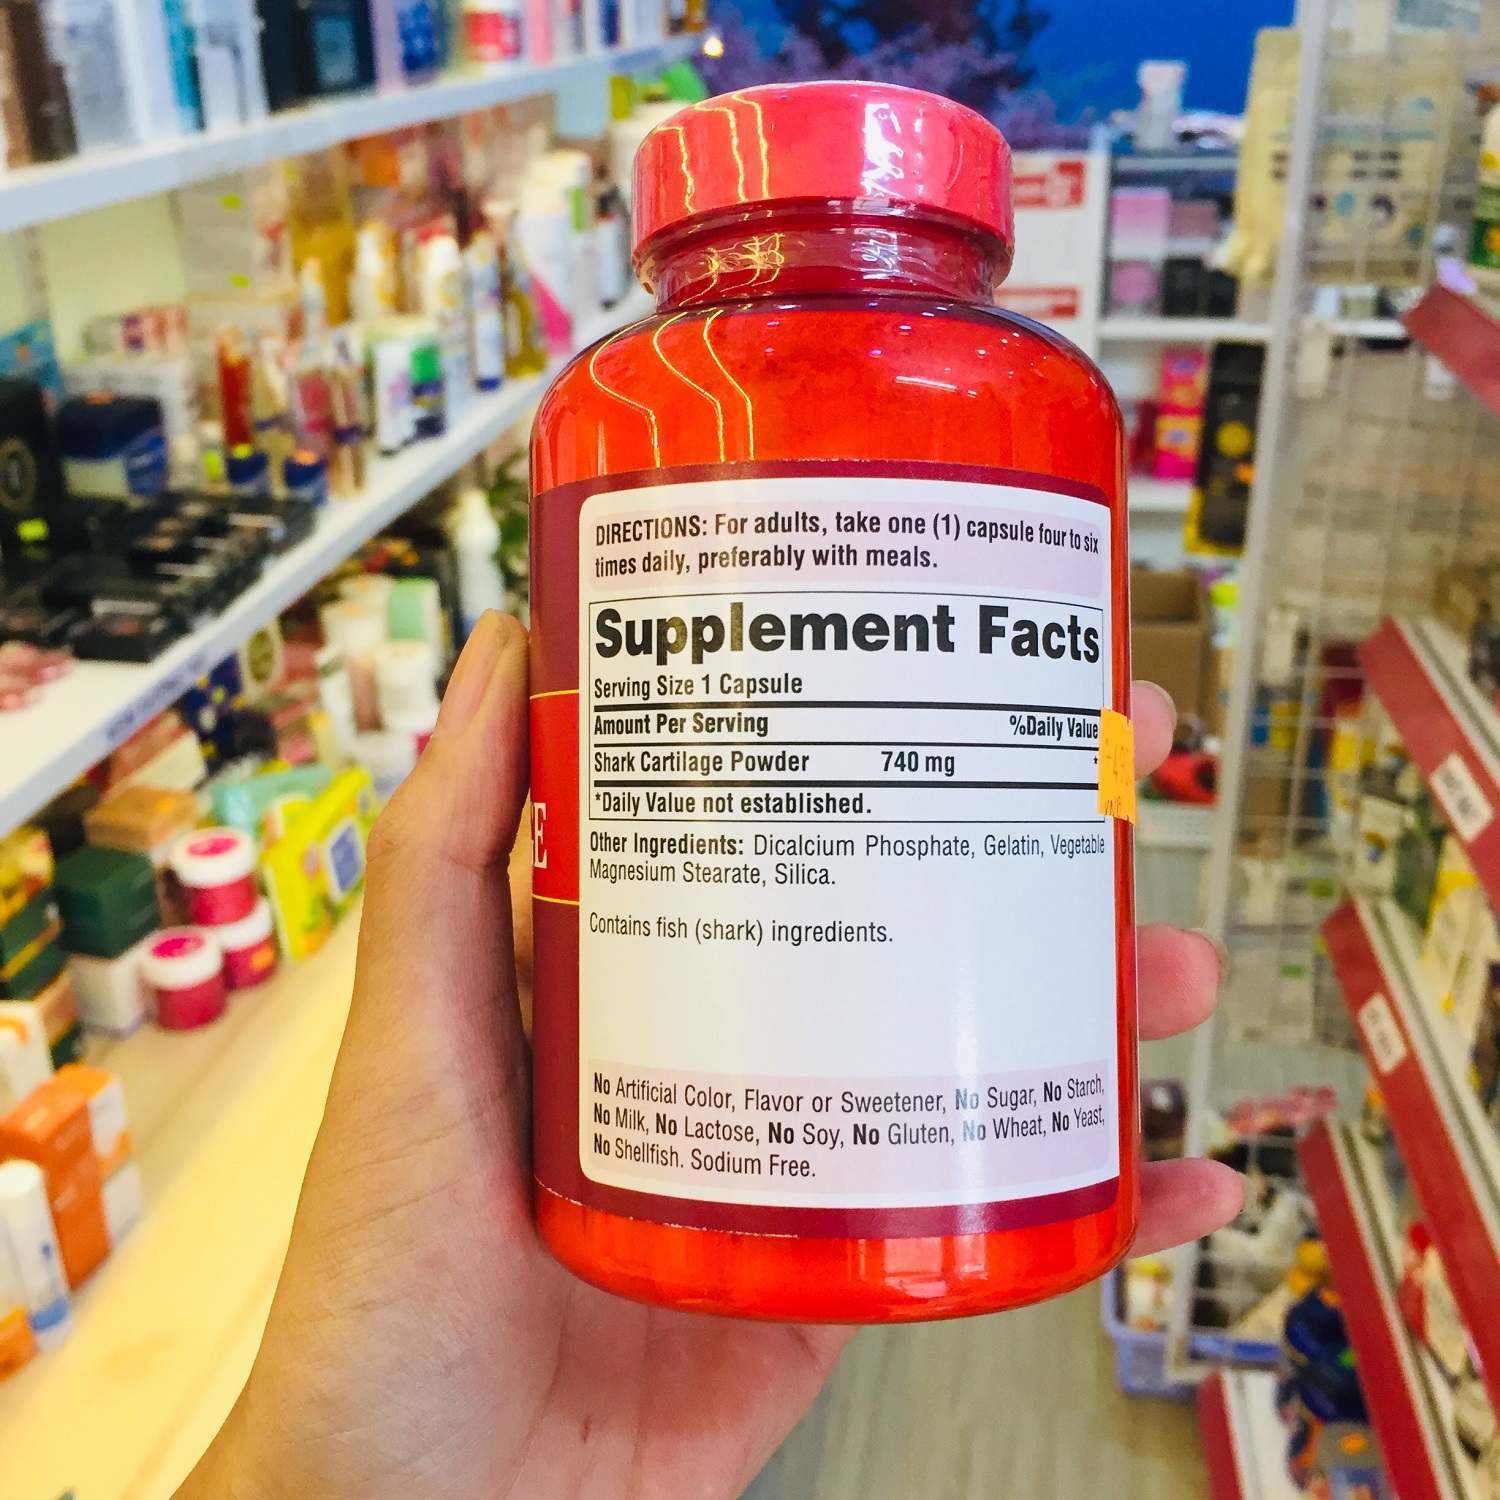 DIRECTIONS: For adults, take one (1) capsule four to six
times daily, preferably with meals.
Supplement Facts
Serving Size 1 Capsule
Amount Per Serving %Daily Value
Shark Cartilage Powder 740 mg *
*Daily Value not established.
Other Ingredients: Dicalcium Phosphate, Gelatin, Vegetable
Magnesium Stearate, Silica.
Contains fish (shark) ingredients.
No Artificial Color, Flavor or Sweetener, No Sugar, No Starch,
No Milk, No Lactose, No Soy, No Gluten, No Wheat, No Yeast,
No Shellfish. Sodium Free.